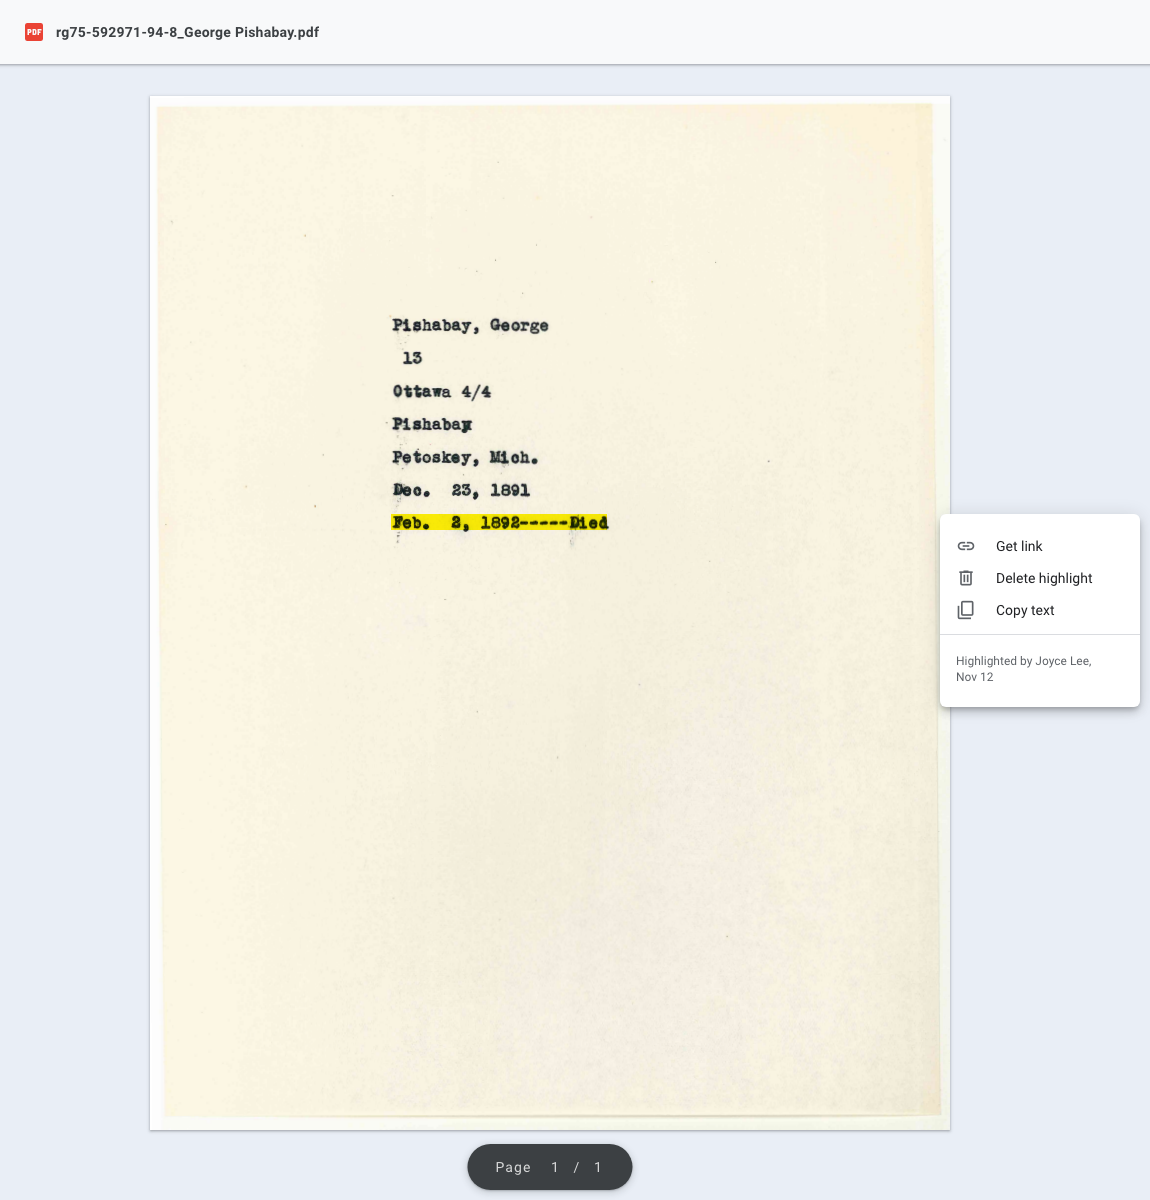 PDF rg75-592971-94-8_George Pishabay.pdf
Pishabay, George
13
Ottawa 4/4
Pishabay
Petoskey, Mich.
Dec. 23, 1891
Feb. 2, 1892-----Died
Get link
Delete highlight
Copy text
Highlighted by Joyce Lee,
Nov 12
Page 1 / 1